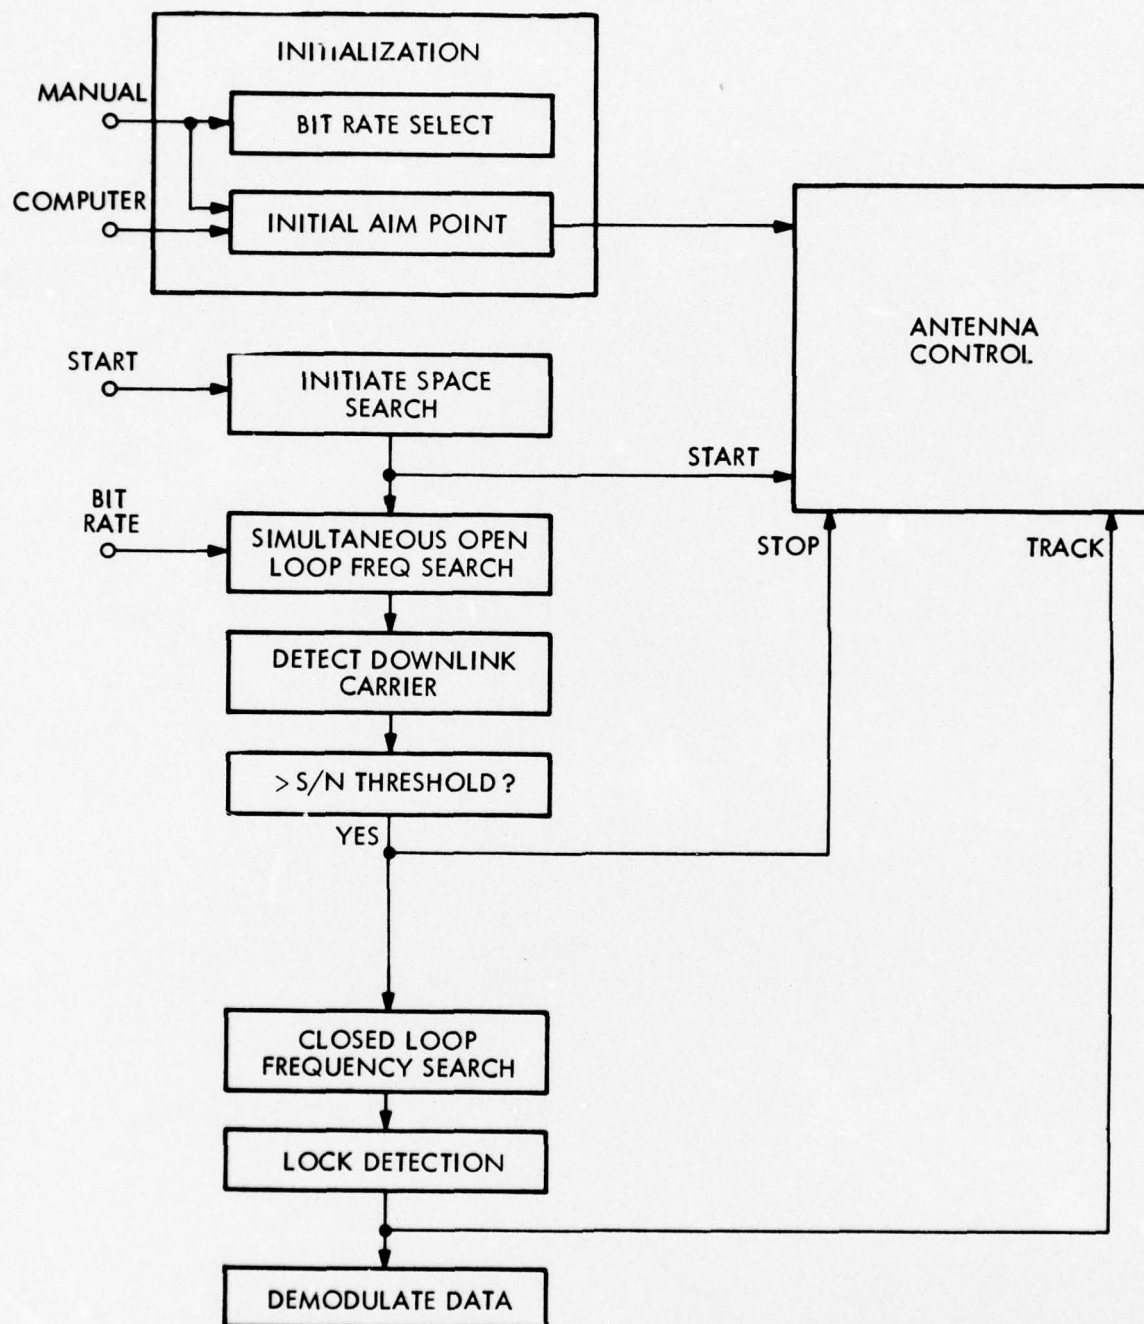 INITIALIZATION
MANUAL
BIT RATE SELECT
COMPUTER
INITIAL AIM POINT
ANTENNA
CONTROL
START
INITIATE SPACE
SEARCH
START
BIT
RATE
SIMULTANEOUS OPEN
LOOP FREQ SEARCH
STOP
TRACK
DETECT DOWNLINK
CARRIER
>S/N THRESHOLD?
YES
CLOSED LOOP
FREQUENCY SEARCH
LOCK DETECTION
DEMODULATE DATA